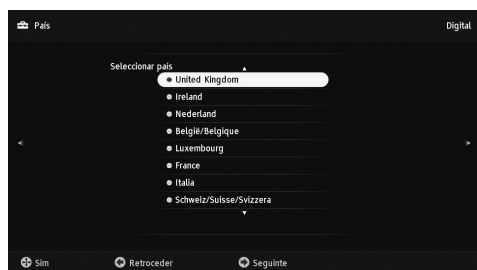 País
Digital
Seleccionar país
United Kingdom
Ireland
Nederland
België/Belgique
Luxembourg
France
Italia
Schweiz/Suisse/Svizzera
Sim
Retroceder
Seguinte